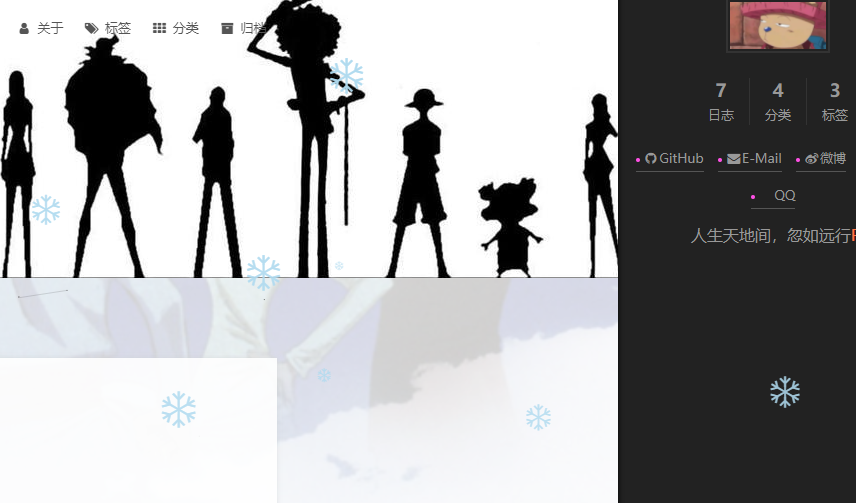 关于 标签 分类 归档
7 4 3
日志 分类 标签
GitHub E-Mail 微博
QQ
人生天地间，忽如远行